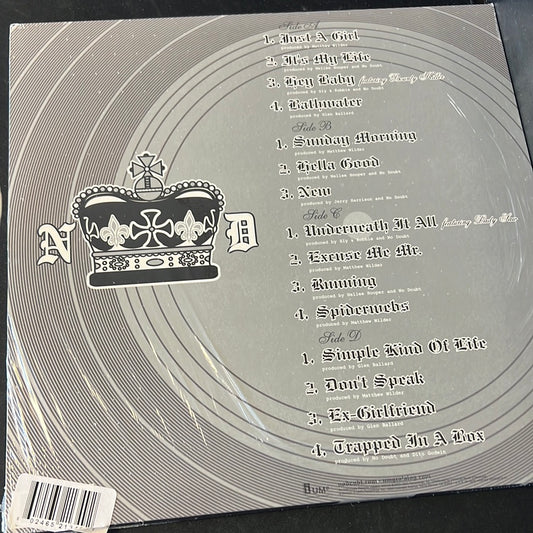 Side A
1. Just A Girl
produced by Matthew Wilder
2. It's My Life
produced by Nellee Hooper and No Doubt
3. Hey Baby featuring Bounty Killer
produced by Sly & Robbie and No Doubt
4. Bathwater
produced by Glen Ballard
Side B
1. Sunday Morning
produced by Matthew Wilder
2. Hella Good
produced by Nellee Hooper and No Doubt
3. New
produced by Jerry Harrison and No Doubt
Side C
1. Underneath It All featuring Lady Saw
produced by Sly & Robbie and No Doubt
2. Excuse Me Mr.
produced by Matthew Wilder
3. Running
produced by Nellee Hooper and No Doubt
4. Spiderwebs
produced by Matthew Wilder
Side D
1. Simple Kind Of Life
produced by Glen Ballard
2. Don't Speak
produced by Matthew Wilder
3. Ex-Girlfriend
produced by Glen Ballard
4. Trapped In A Box
produced by No Doubt and Dito Godwin
N D
nodoubt.com
UMe